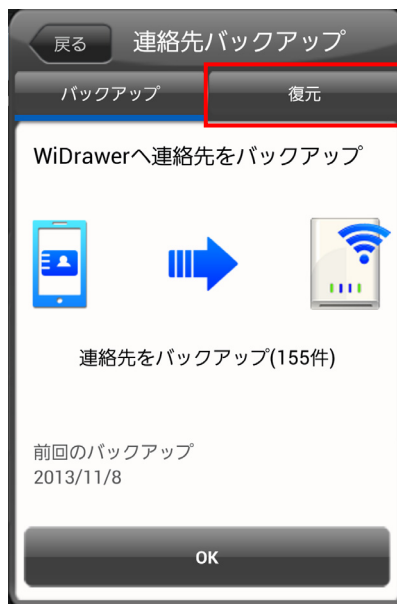 戻る
連絡先バックアップ
バックアップ
復元
WiDrawerへ連絡先をバックアップ
連絡先をバックアップ(155件)
前回のバックアップ
2013/11/8
OK